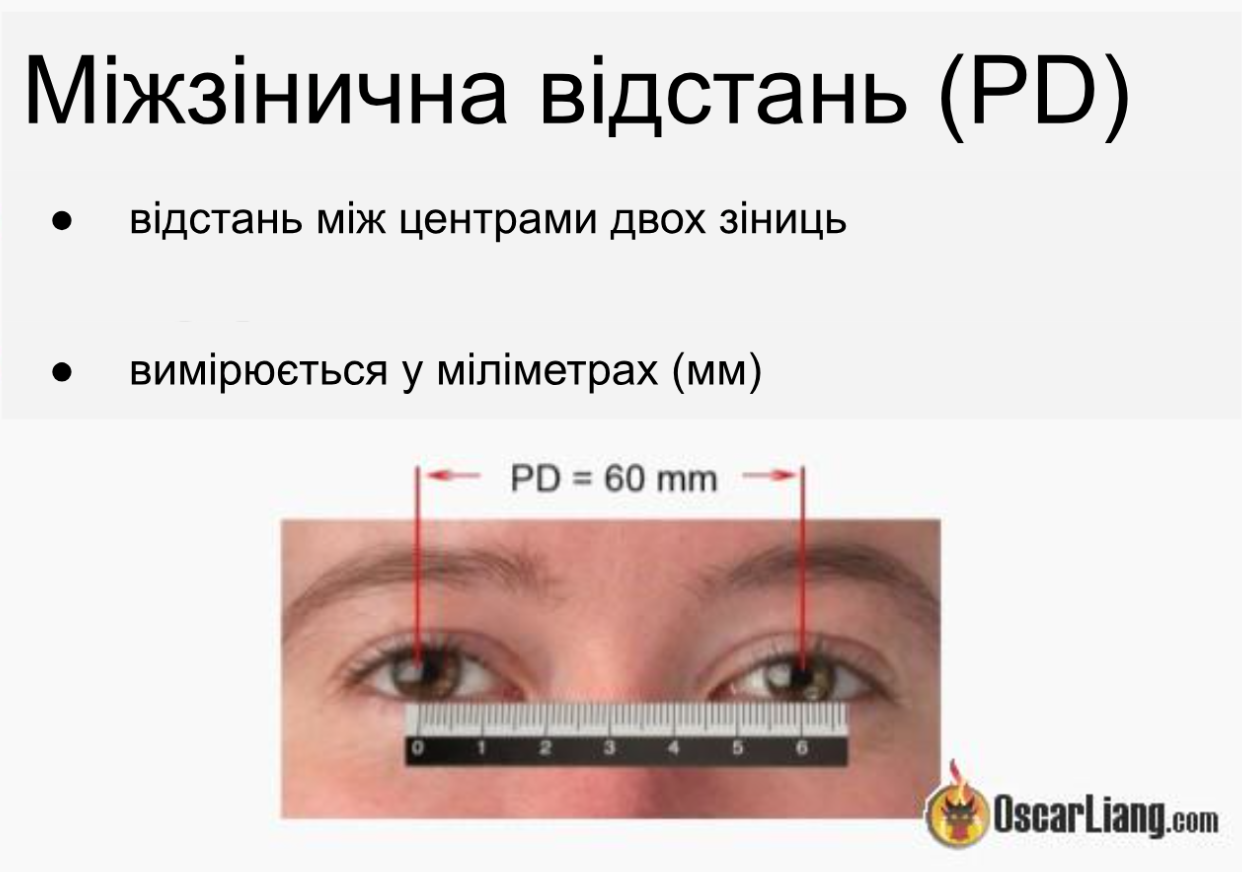 Міжзінична відстань (PD)
● відстань між центрами двох зіниць
● вимірюється у міліметрах (мм)
PD = 60 mm
0 1 2 3 4 5 6
OscarLiang.com